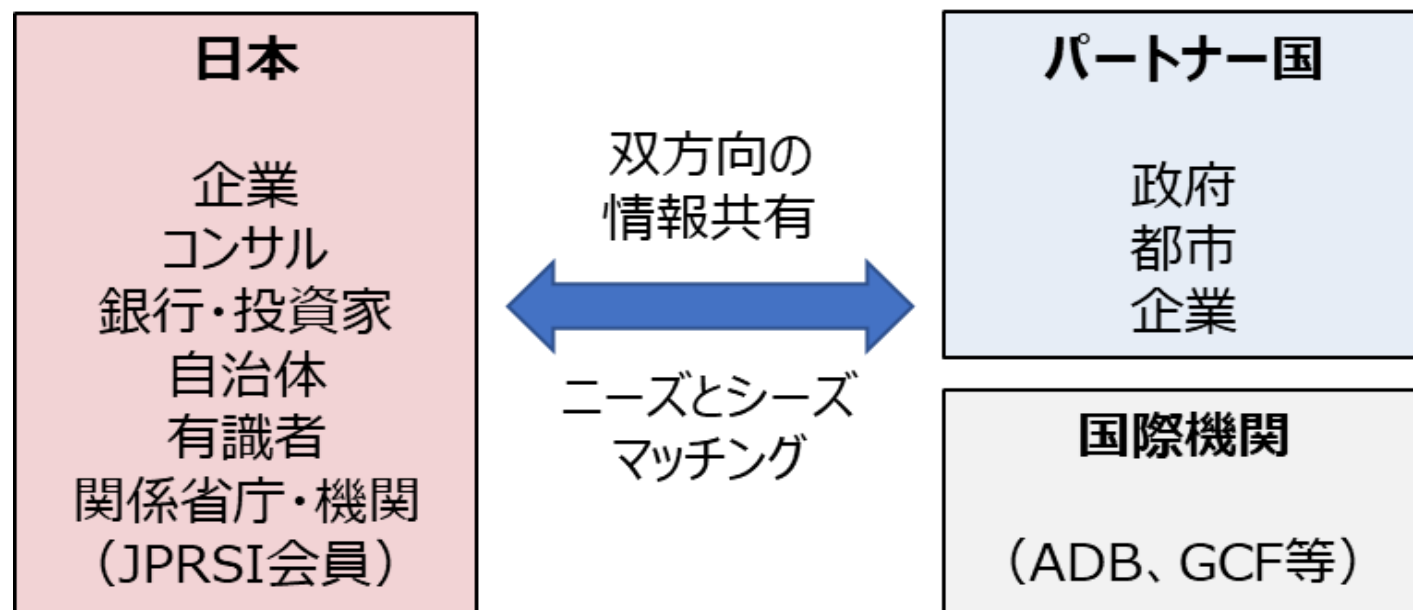 日本
企業
コンサル
銀行・投資家
自治体
有識者
関係省庁・機関
（JPRSI会員）
双方向の
情報共有
ニーズとシーズ
マッチング
パートナー国
政府
都市
企業
国際機関
（ADB、GCF等）